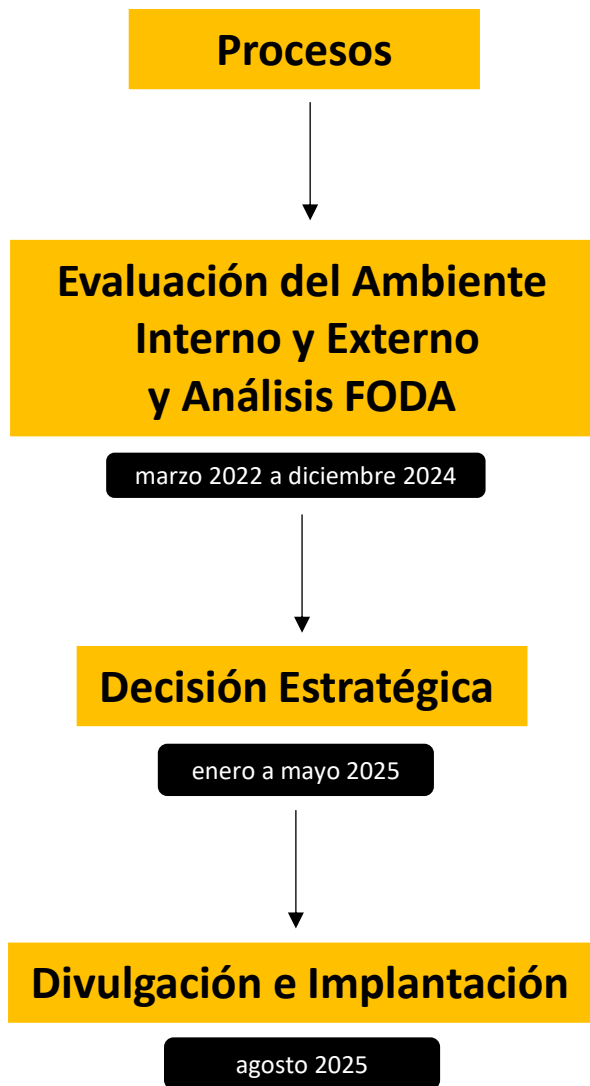 Procesos
Evaluación del Ambiente
Interno y Externo
y Análisis FODA
marzo 2022 a diciembre 2024
Decisión Estratégica
enero a mayo 2025
Divulgación e Implantación
agosto 2025